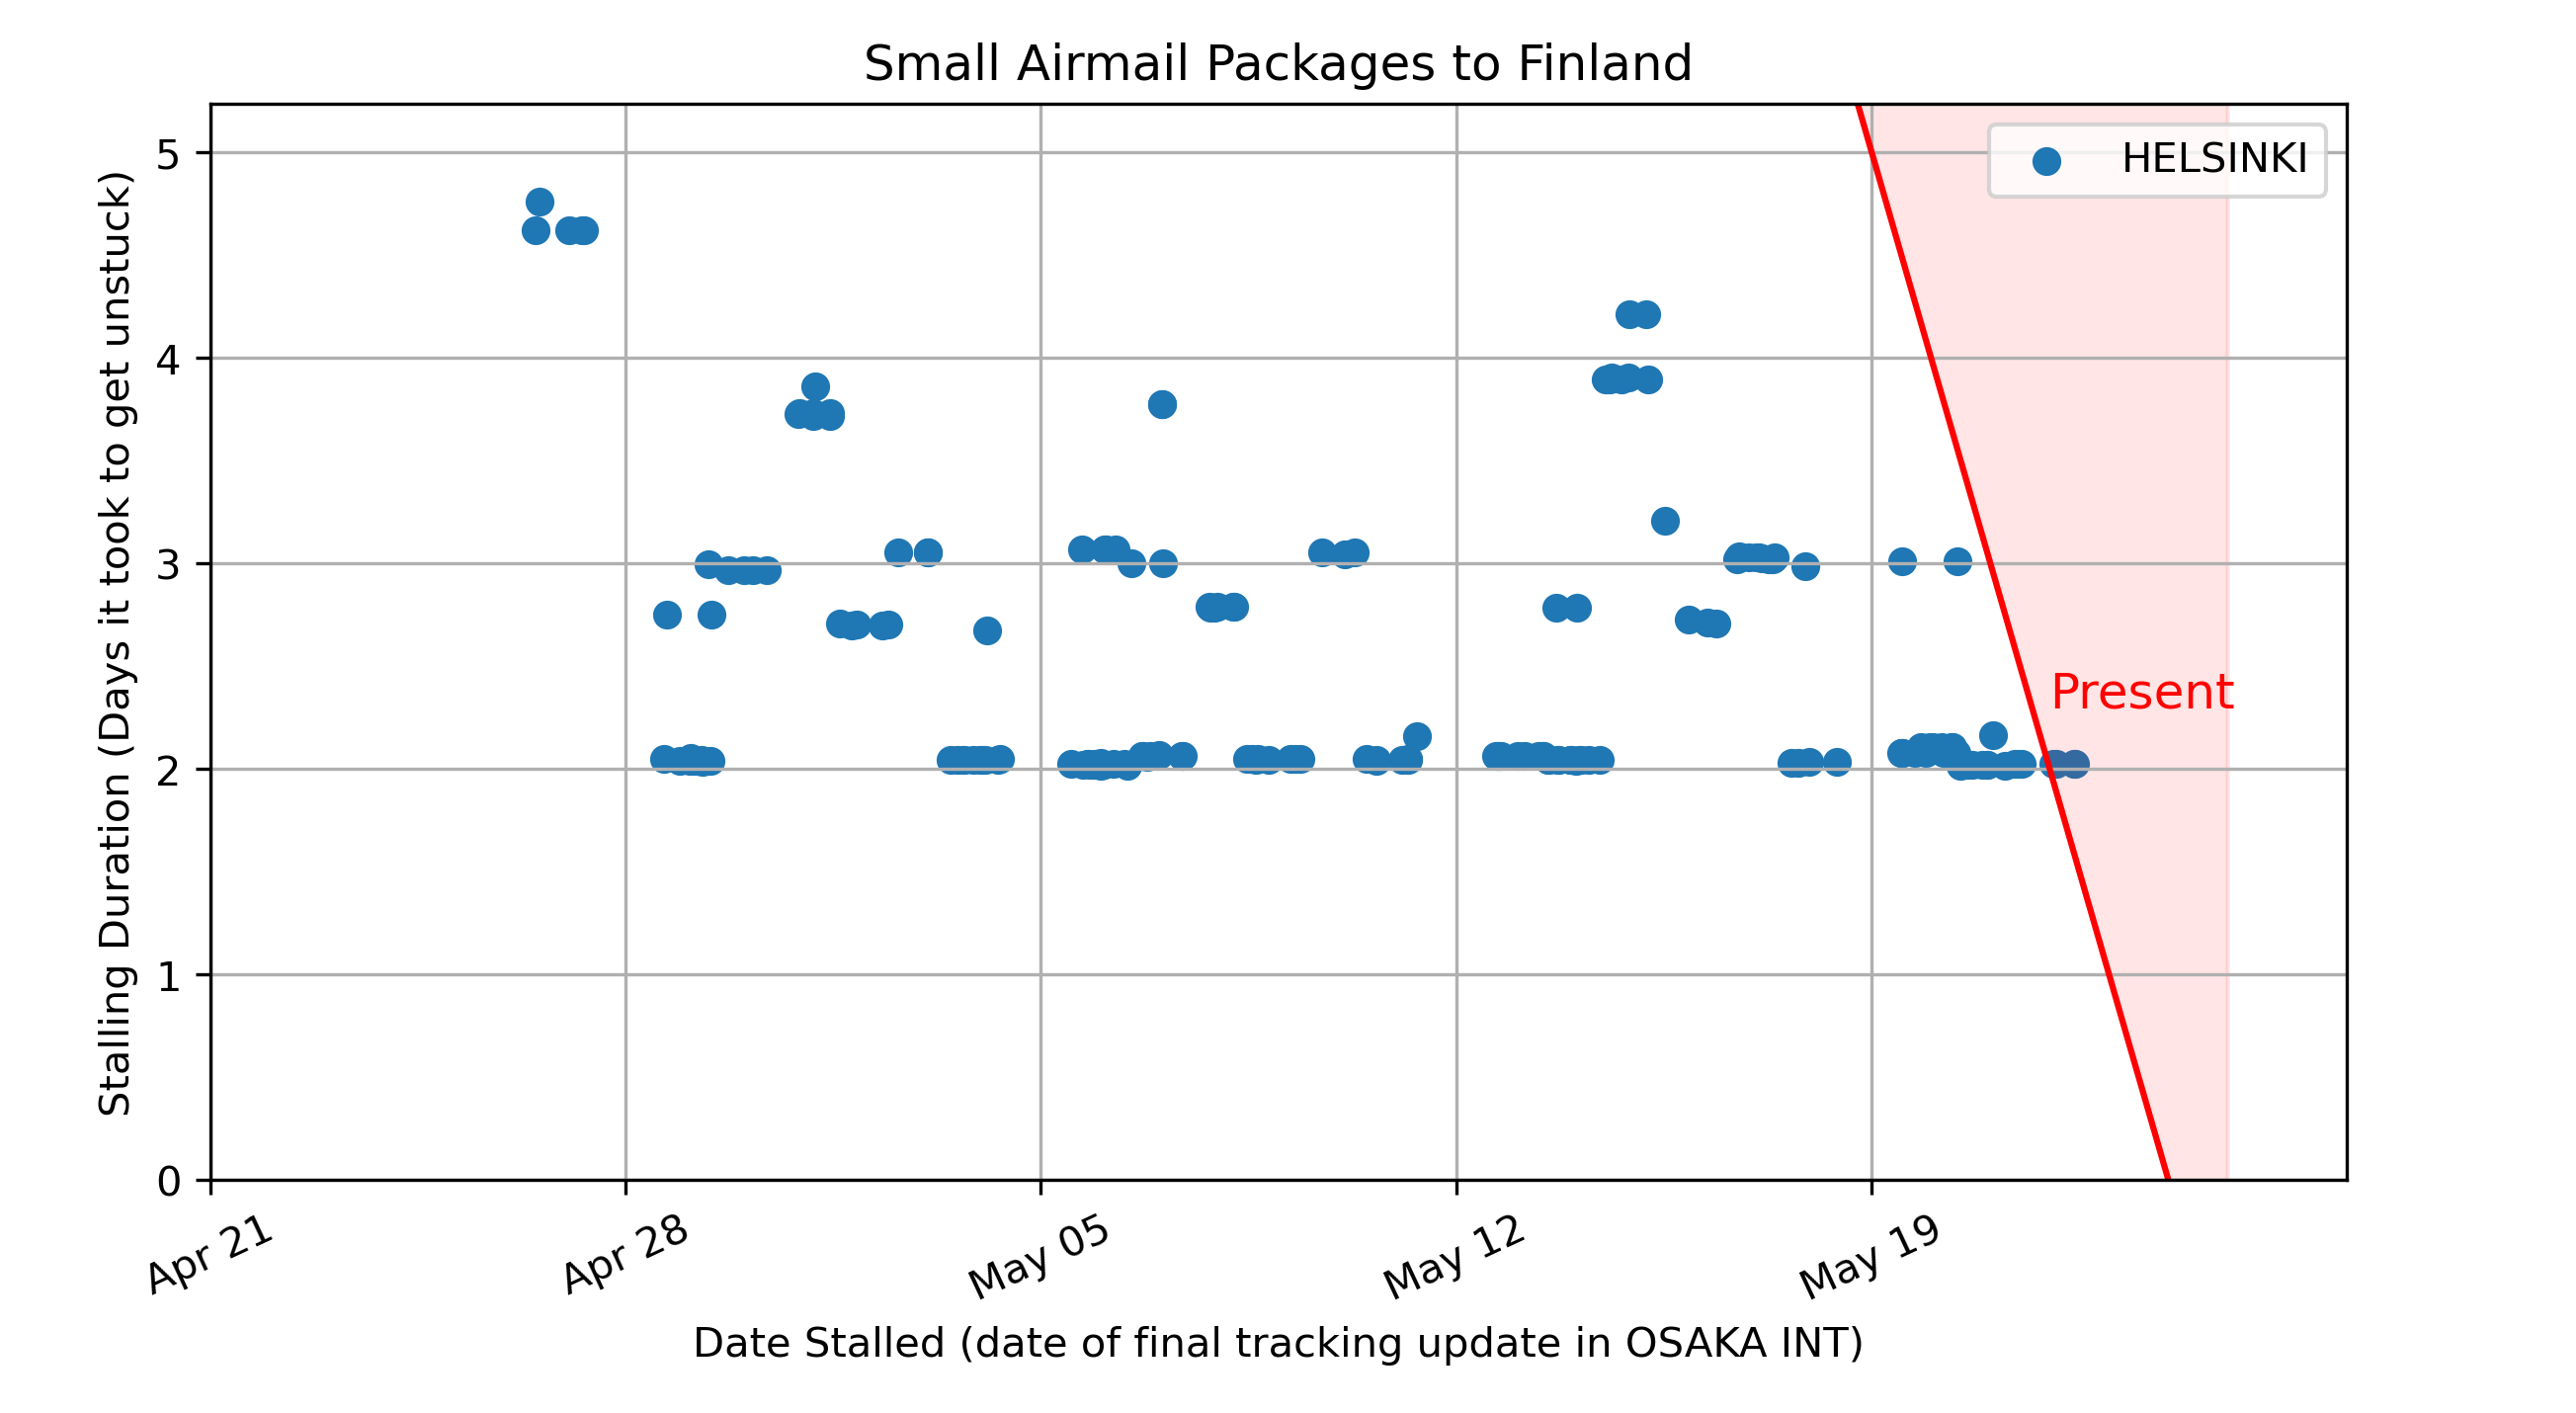 Small Airmail Packages to Finland
HELSINKI
5
4
3
2
1
0
Stalling Duration (Days it took to get unstuck)
Present
Apr 21
Apr 28
May 05
May 12
May 19
Date Stalled (date of final tracking update in OSAKA INT)